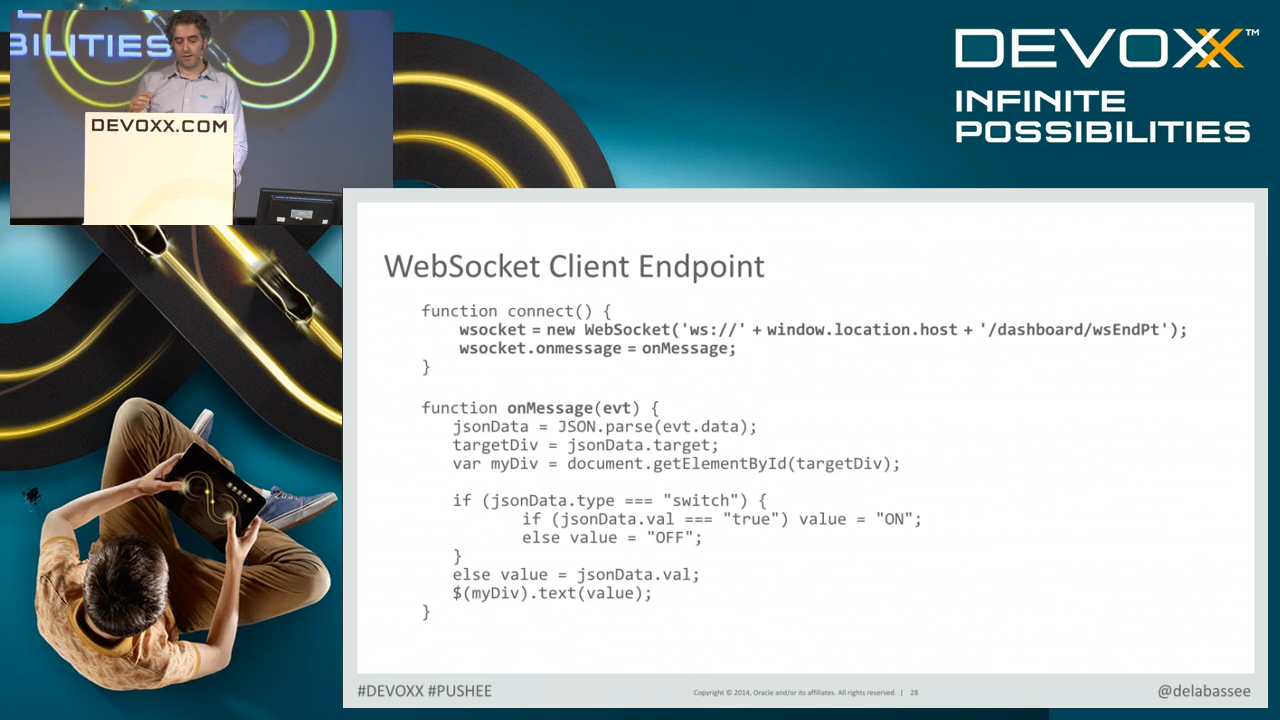 BILITIES
DEVOXX.COM
DEVOXX™
INFINITE
POSSIBILITIES
WebSocket Client Endpoint
function connect() {
wsocket = new WebSocket('ws://' + window.location.host + '/dashboard/wsEndPt');
wsocket.onmessage = onMessage;
}
function onMessage(evt) {
jsonData = JSON.parse(evt.data);
targetDiv = jsonData.target;
var myDiv = document.getElementById(targetDiv);
if (jsonData.type === "switch") {
if (jsonData.val === "true") value = "ON";
else value = "OFF";
}
else value = jsonData.val;
$(myDiv).text(value);
}
#DEVOXX #PUSHEE
Copyright © 2014, Oracle and/or its affiliates. All rights reserved. | 28
@delabassee